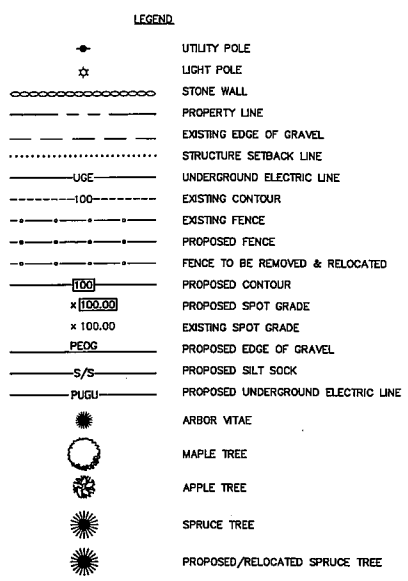 LEGEND
UTILITY POLE
LIGHT POLE
STONE WALL
PROPERTY LINE
EXISTING EDGE OF GRAVEL
STRUCTURE SETBACK LINE
UGE UNDERGROUND ELECTRIC LINE
100 EXISTING CONTOUR
EXISTING FENCE
PROPOSED FENCE
FENCE TO BE REMOVED & RELOCATED
100 PROPOSED CONTOUR
x 100.00 PROPOSED SPOT GRADE
x 100.00 EXISTING SPOT GRADE
PEOG PROPOSED EDGE OF GRAVEL
S/S PROPOSED SILT SOCK
PUGU PROPOSED UNDERGROUND ELECTRIC LINE
ARBOR VITAE
MAPLE TREE
APPLE TREE
SPRUCE TREE
PROPOSED/RELOCATED SPRUCE TREE